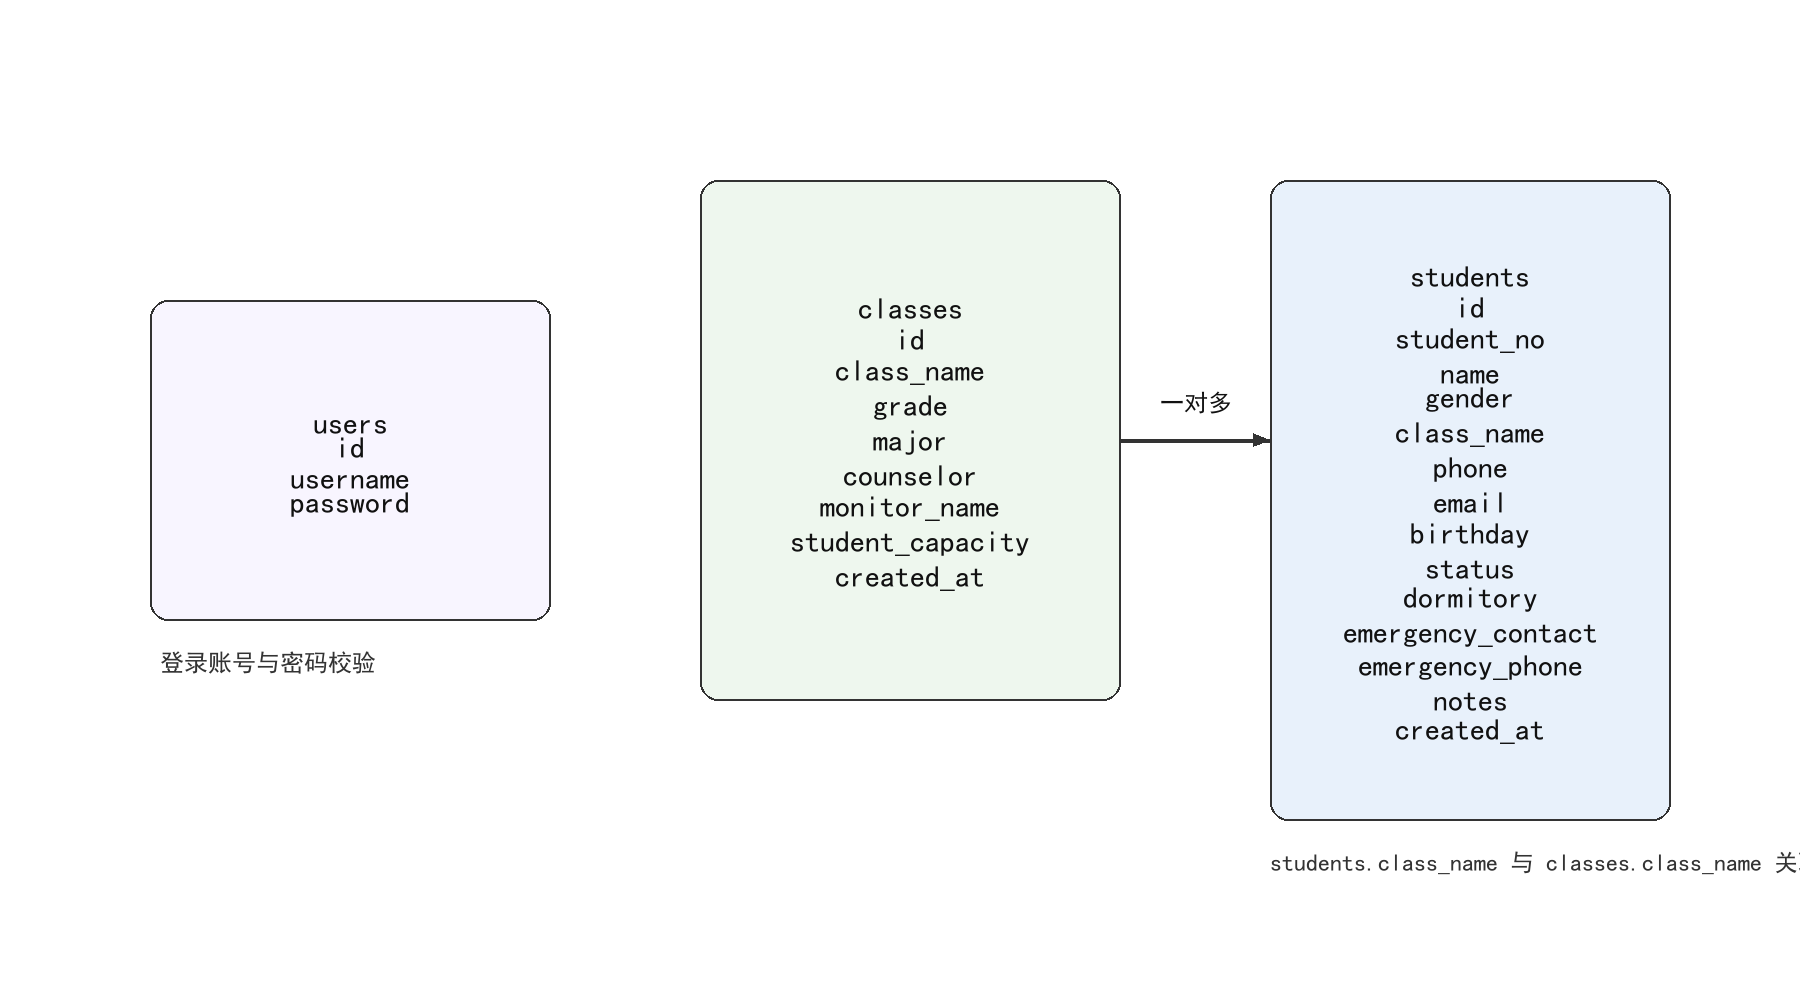 users
id
username
password
登录账号与密码校验
classes
id
class_name
grade
major
counselor
monitor_name
student_capacity
created_at
一对多
students
id
student_no
name
gender
class_name
phone
email
birthday
status
dormitory
emergency_contact
emergency_phone
notes
created_at
students.class_name 与 classes.class_name 关